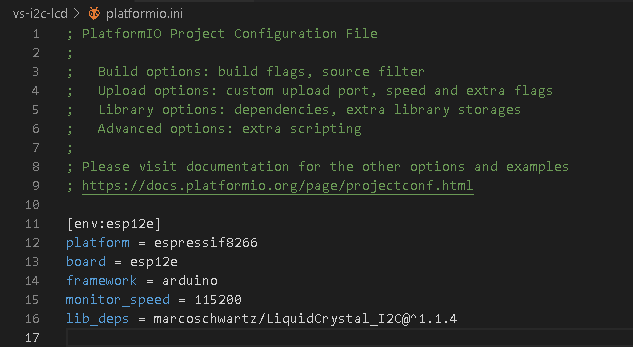 vs-i2c-lcd > platformio.ini
1 ; PlatformIO Project Configuration File
2 ;
3 ;   Build options: build flags, source filter
4 ;   Upload options: custom upload port, speed and extra flags
5 ;   Library options: dependencies, extra library storages
6 ;   Advanced options: extra scripting
7 ;
8 ; Please visit documentation for the other options and examples
9 ; https://docs.platformio.org/page/projectconf.html
10
11 [env:esp12e]
12 platform = espressif8266
13 board = esp12e
14 framework = arduino
15 monitor_speed = 115200
16 lib_deps = marcoschwartz/LiquidCrystal_I2C@^1.1.4
17